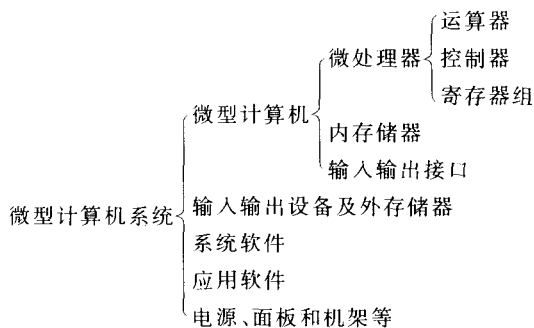 运算器
微处理器
控制器
寄存器组
微型计算机
内存储器
输入输出接口
微型计算机系统
输入输出设备及外存储器
系统软件
应用软件
电源、面板和机架等